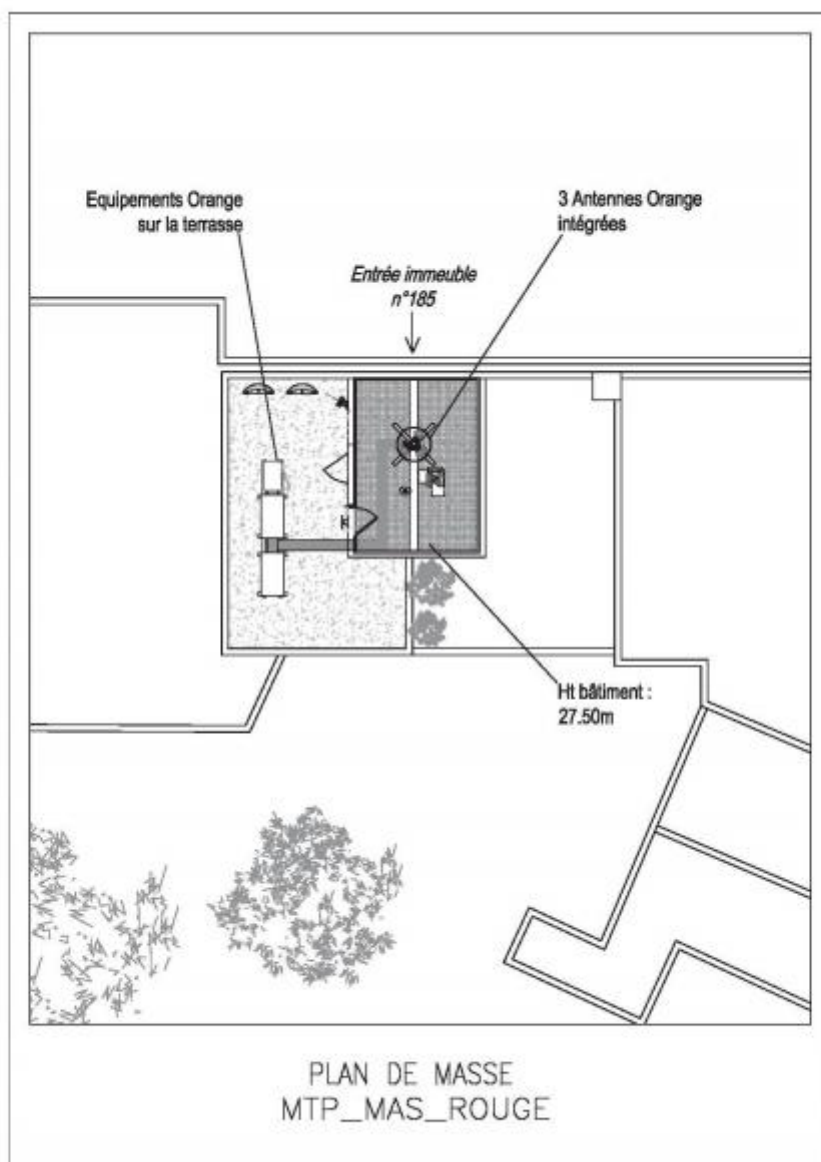 Equipements Orange
sur la terrasse
3 Antennes Orange
intégrées
Entrée immeuble
n°185
Ht bâtiment :
27.50m
PLAN DE MASSE
MTP_MAS_ROUGE